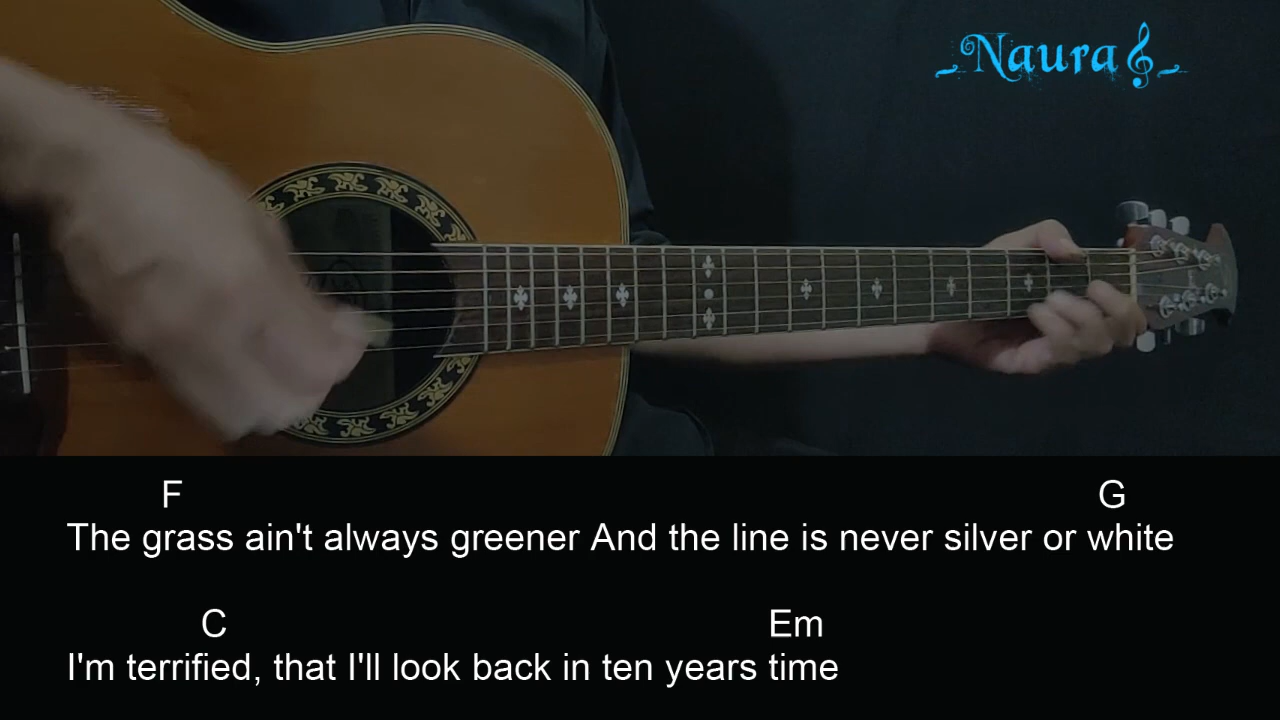 Naura
F G
The grass ain't always greener And the line is never silver or white
C Em
I'm terrified, that I'll look back in ten years time